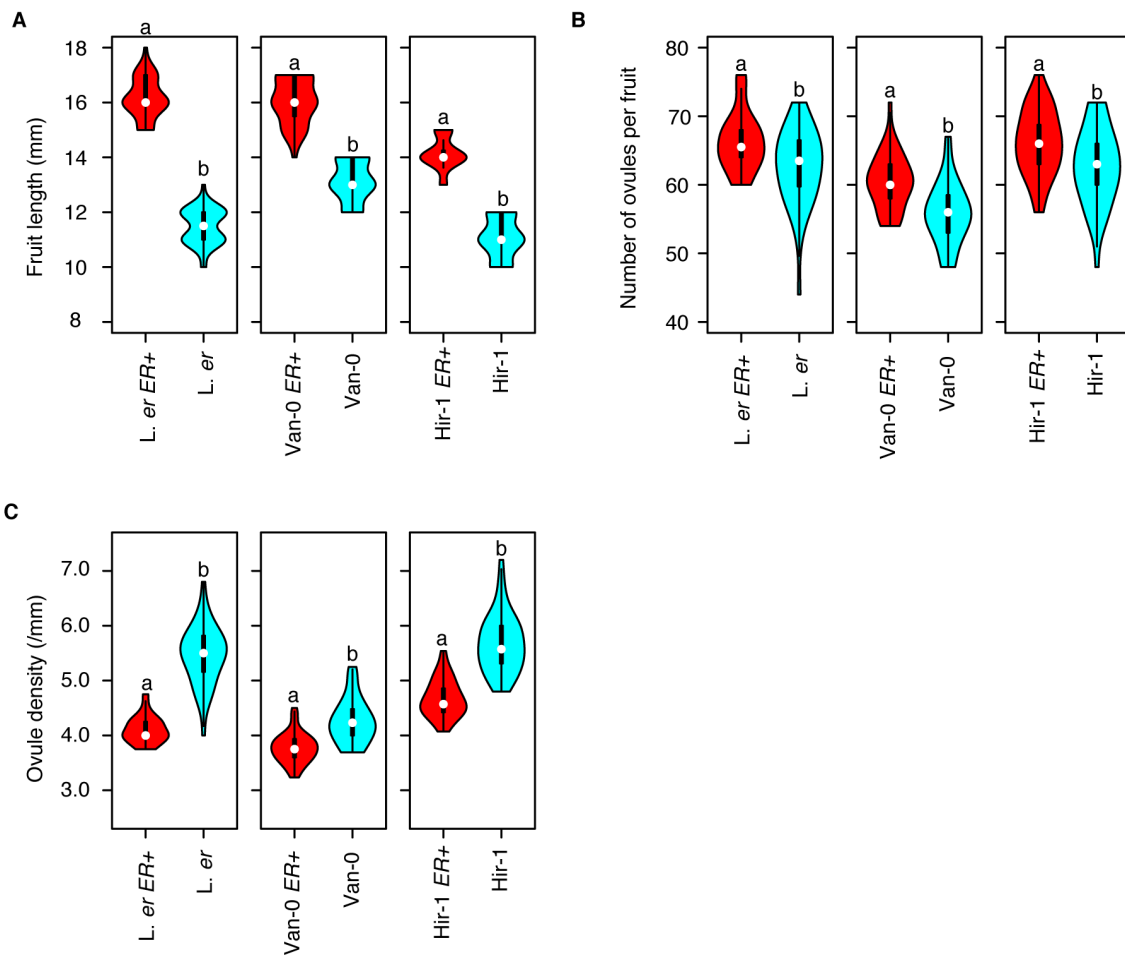 A
18
16
14
12
10
8
Fruit length (mm)
a
b
a
b
a
b
L. er ER+
L. er
Van-0 ER+
Van-0
Hir-1 ER+
Hir-1
B
80
70
60
50
40
Number of ovules per fruit
a
b
a
b
a
b
L. er ER+
L. er
Van-0 ER+
Van-0
Hir-1 ER+
Hir-1
C
7.0
6.0
5.0
4.0
3.0
Ovule density (/mm)
a
b
a
b
a
b
L. er ER+
L. er
Van-0 ER+
Van-0
Hir-1 ER+
Hir-1